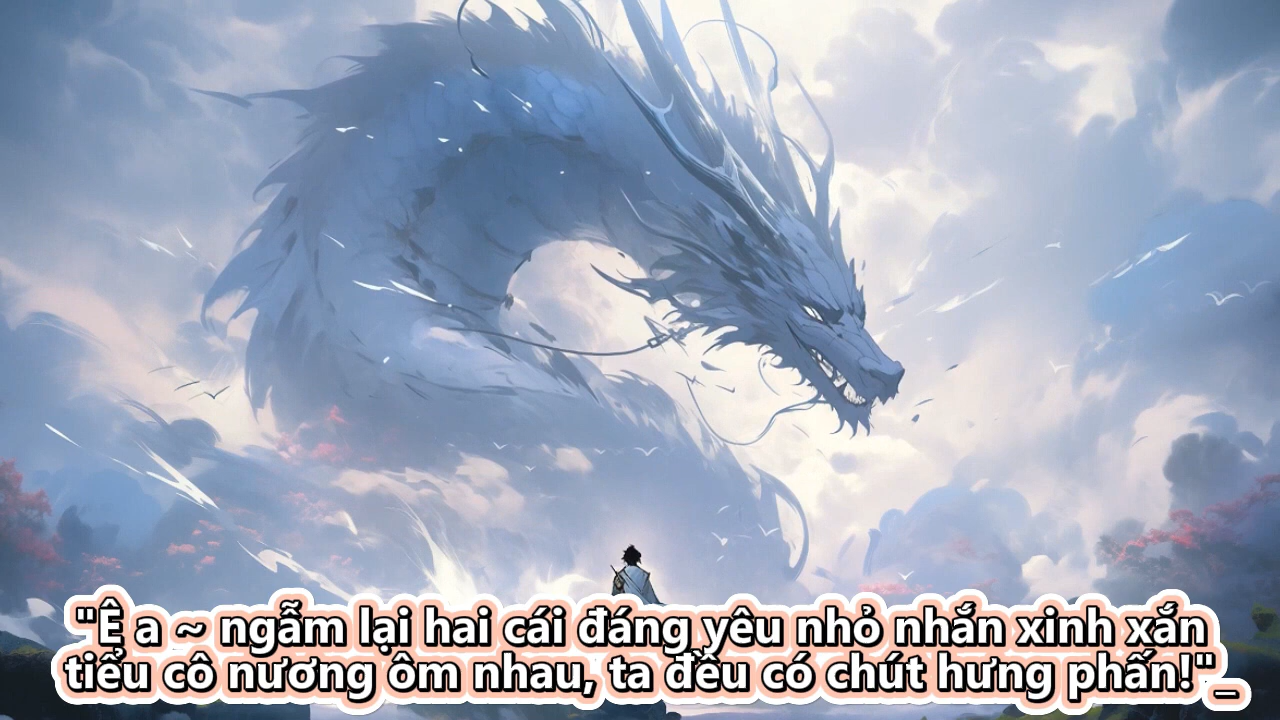 "Ê a ~ ngẫm lại hai cái đáng yêu nhỏ nhắn xinh xắn
tiểu cô nương ôm nhau, ta đều có chút hưng phấn!"_